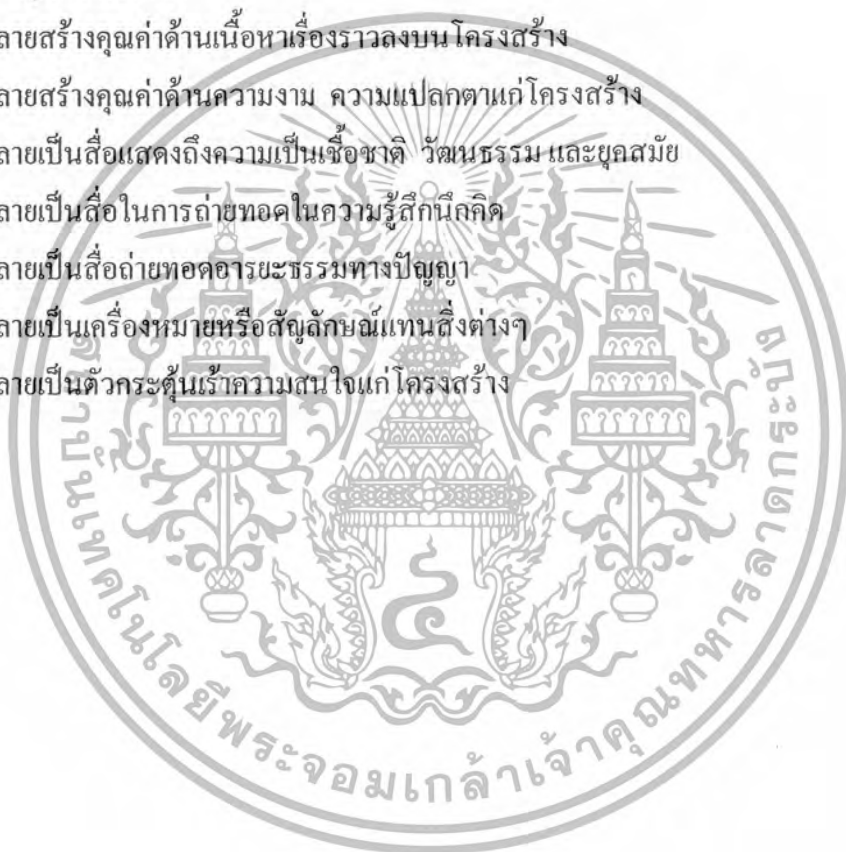 ลายสร้างคุณค่าด้านเนื้อหาเรื่องราวลงบนโครงสร้าง
ลายสร้างคุณค่าด้านความงาม ความแปลกตาแก่โครงสร้าง
ลายเป็นสื่อแสดงถึงความเป็นเชื้อชาติ วัฒนธรรม และยุคสมัย
ลายเป็นสื่อในการถ่ายทอดในความรู้สึกนึกคิด
ลายเป็นสื่อถ่ายทอดอารยะธรรมทางปัญญา
ลายเป็นเครื่องหมายหรือสัญลักษณ์แทนสิ่งต่างๆ
ลายเป็นตัวกระตุ้นเร้าความสนใจแก่โครงสร้าง
สถาบันเทคโนโลยีพระจอมเกล้าเจ้าคุณทหารลาดกระบัง